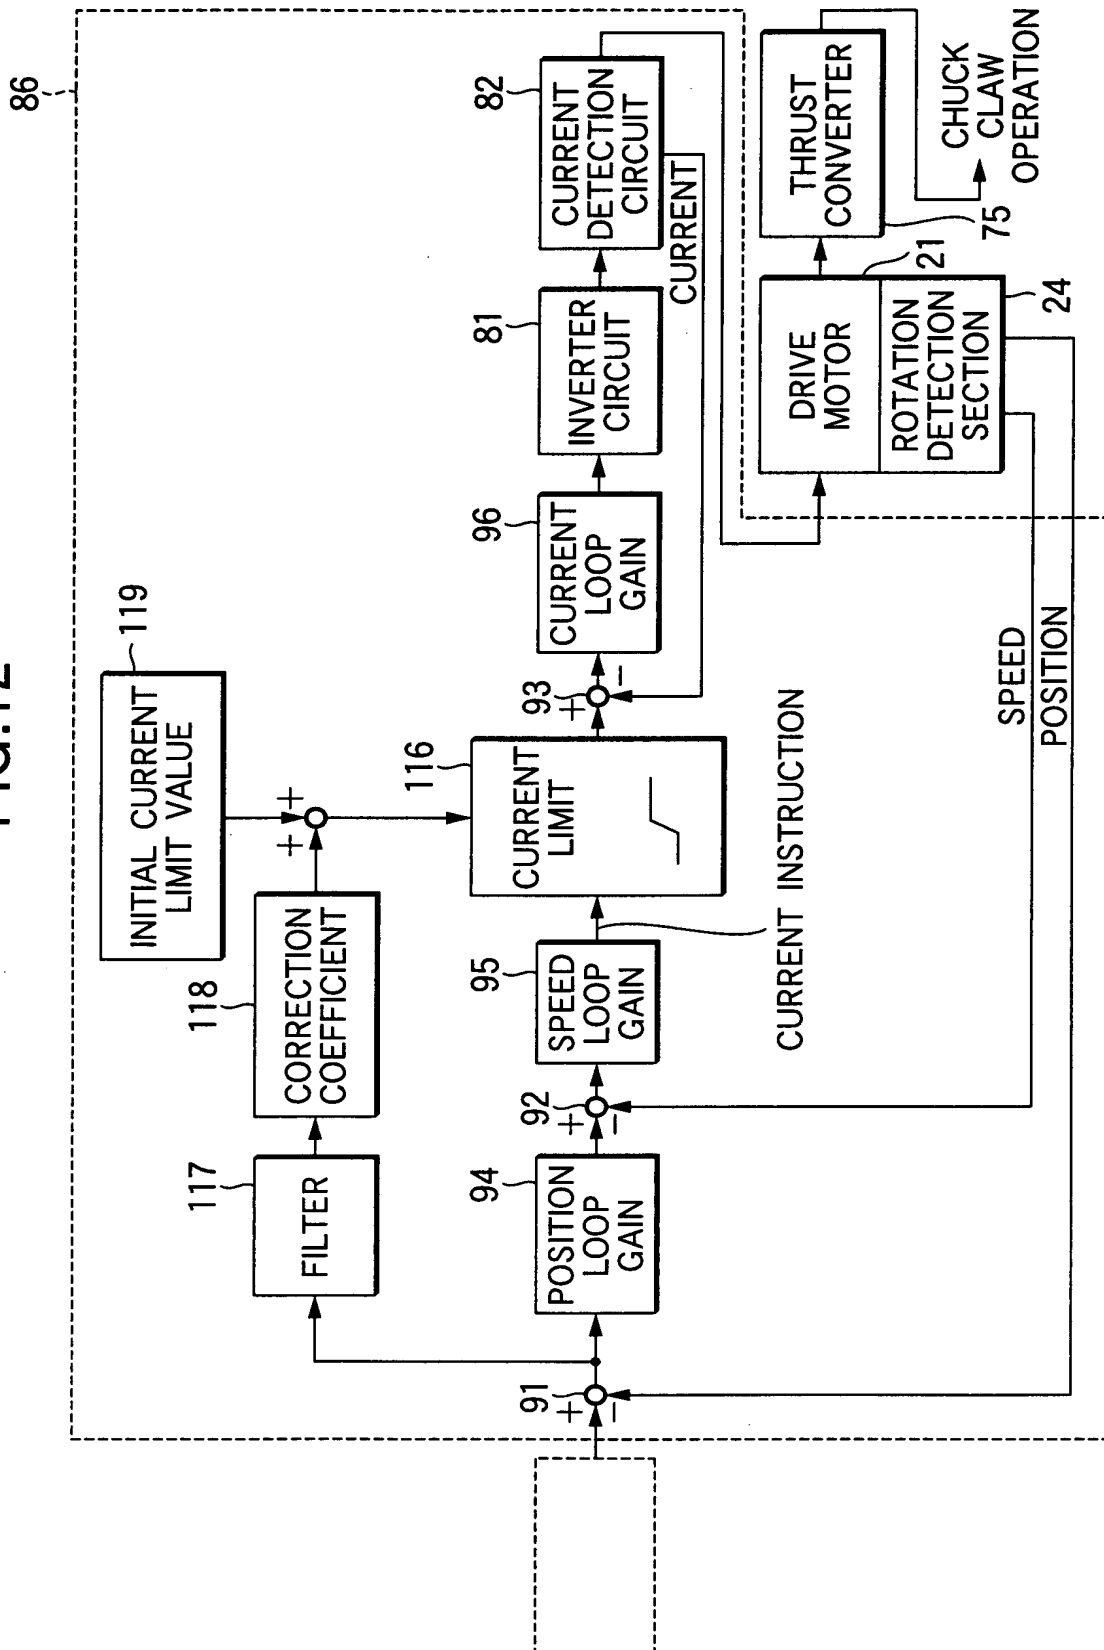 86
INITIAL CURRENT
LIMIT VALUE
119
+
+
FILTER
117
CORRECTION
COEFFICIENT
118
91
+
−
POSITION
LOOP
GAIN
94
92
+
−
SPEED
LOOP
GAIN
95
CURRENT INSTRUCTION
CURRENT
LIMIT
116
93
+
−
CURRENT
LOOP
GAIN
96
INVERTER
CIRCUIT
81
CURRENT
DETECTION
CIRCUIT
82
CURRENT
DRIVE
MOTOR
21
ROTATION
DETECTION
SECTION
24
THRUST
CONVERTER
75
CHUCK
CLAW
OPERATION
SPEED
POSITION